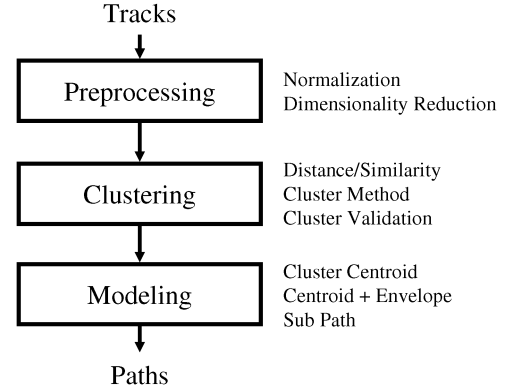 Tracks
Preprocessing
Normalization
Dimensionality Reduction
Clustering
Distance/Similarity
Cluster Method
Cluster Validation
Modeling
Cluster Centroid
Centroid + Envelope
Sub Path
Paths